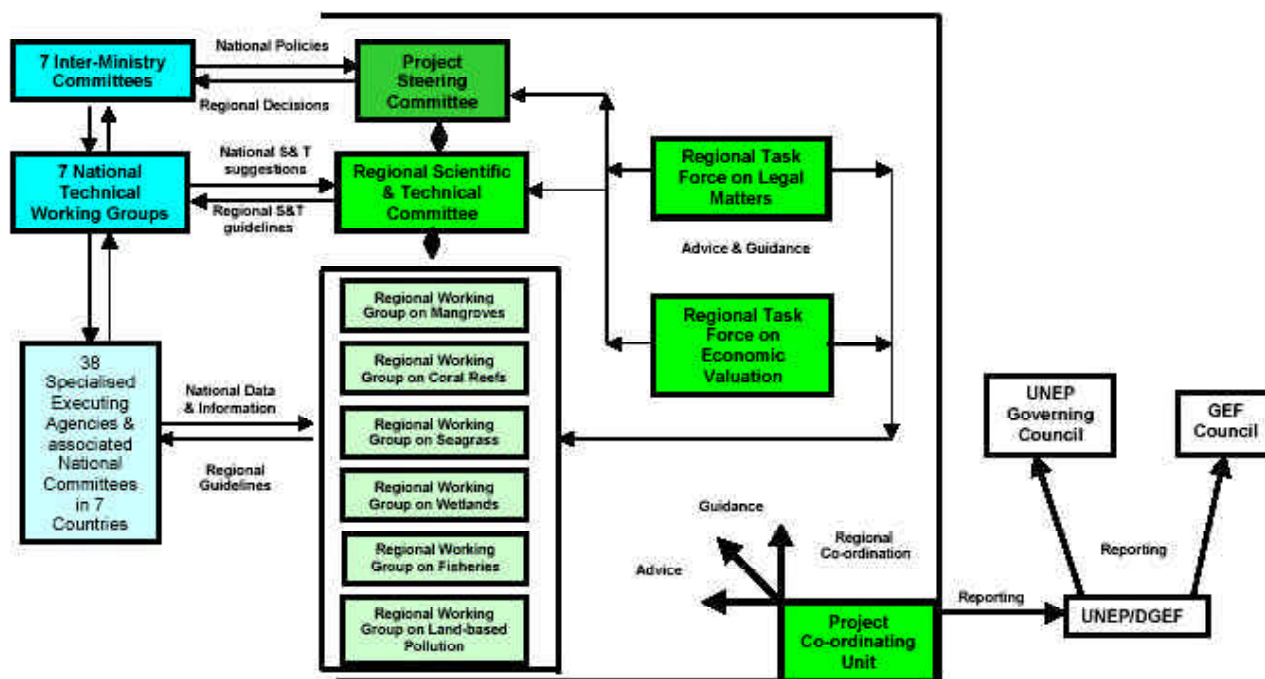 National Policies
7 Inter-Ministry
Committees
Project
Steering
Committee
Regional Decisions
7 National
Technical
Working Groups
National S& T
suggestions
Regional S&T
guidelines
Regional Scientific
& Technical
Committee
Regional Task
Force on Legal
Matters
Advice & Guidance
Regional Task
Force on
Economic
Valuation
38
Specialised
Executing
Agencies &
associated
National
Committees
in 7
Countries
National Data
& Information
Regional
Guidelines
Regional Working
Group on Mangroves
Regional Working
Group on Coral Reefs
Regional Working
Group on Seagrass
Regional Working
Group on Wetlands
Regional Working
Group on Fisheries
Regional Working
Group on Land-based
Pollution
Guidance
Advice
Regional
Co-ordination
Project
Co-ordinating
Unit
Reporting
UNEP
Governing
Council
GEF
Council
Reporting
UNEP/DGEF